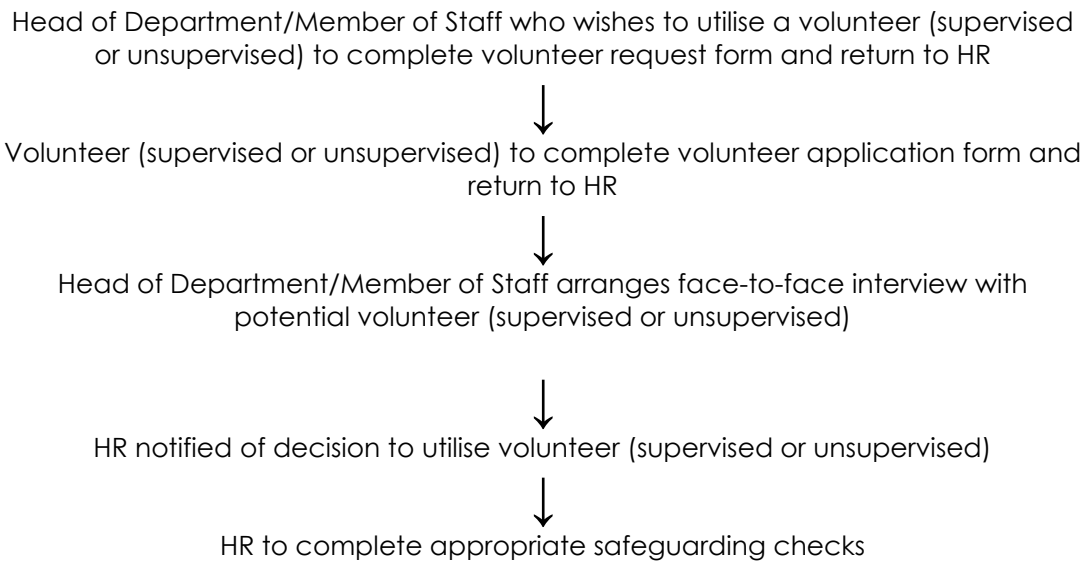 Head of Department/Member of Staff who wishes to utilise a volunteer (supervised
or unsupervised) to complete volunteer request form and return to HR
Volunteer (supervised or unsupervised) to complete volunteer application form and
return to HR
Head of Department/Member of Staff arranges face-to-face interview with
potential volunteer (supervised or unsupervised)
HR notified of decision to utilise volunteer (supervised or unsupervised)
HR to complete appropriate safeguarding checks